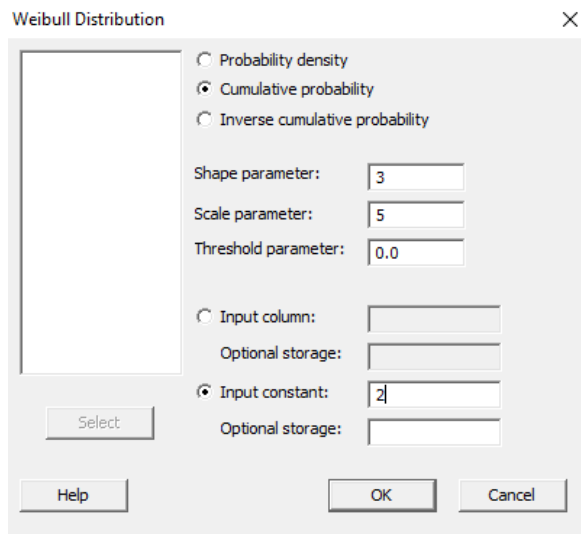 Weibull Distribution
Probability density
Cumulative probability
Inverse cumulative probability
Shape parameter: 3
Scale parameter: 5
Threshold parameter: 0.0
Input column:
Optional storage:
Input constant: 2
Optional storage:
Select
Help OK Cancel